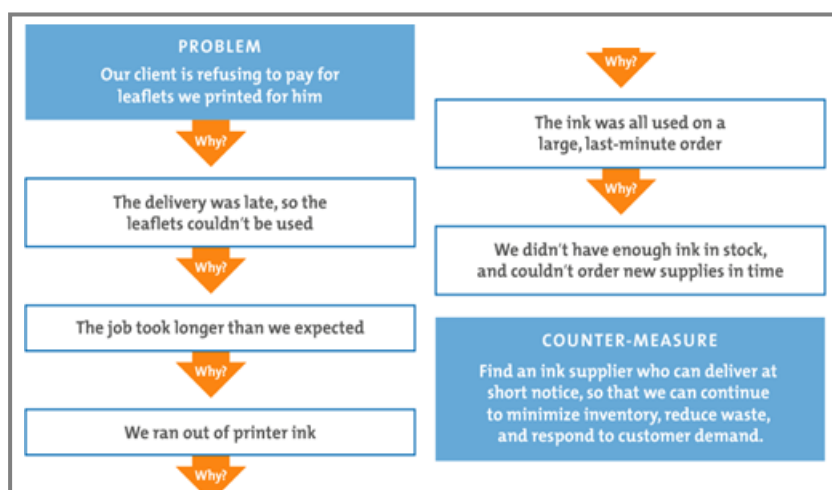 PROBLEM
Our client is refusing to pay for
leaflets we printed for him
Why?
The delivery was late, so the
leaflets couldn't be used
Why?
The job took longer than we expected
Why?
We ran out of printer ink
Why?
Why?
The ink was all used on a
large, last-minute order
Why?
We didn't have enough ink in stock,
and couldn't order new supplies in time
COUNTER-MEASURE
Find an ink supplier who can deliver at
short notice, so that we can continue
to minimize inventory, reduce waste,
and respond to customer demand.